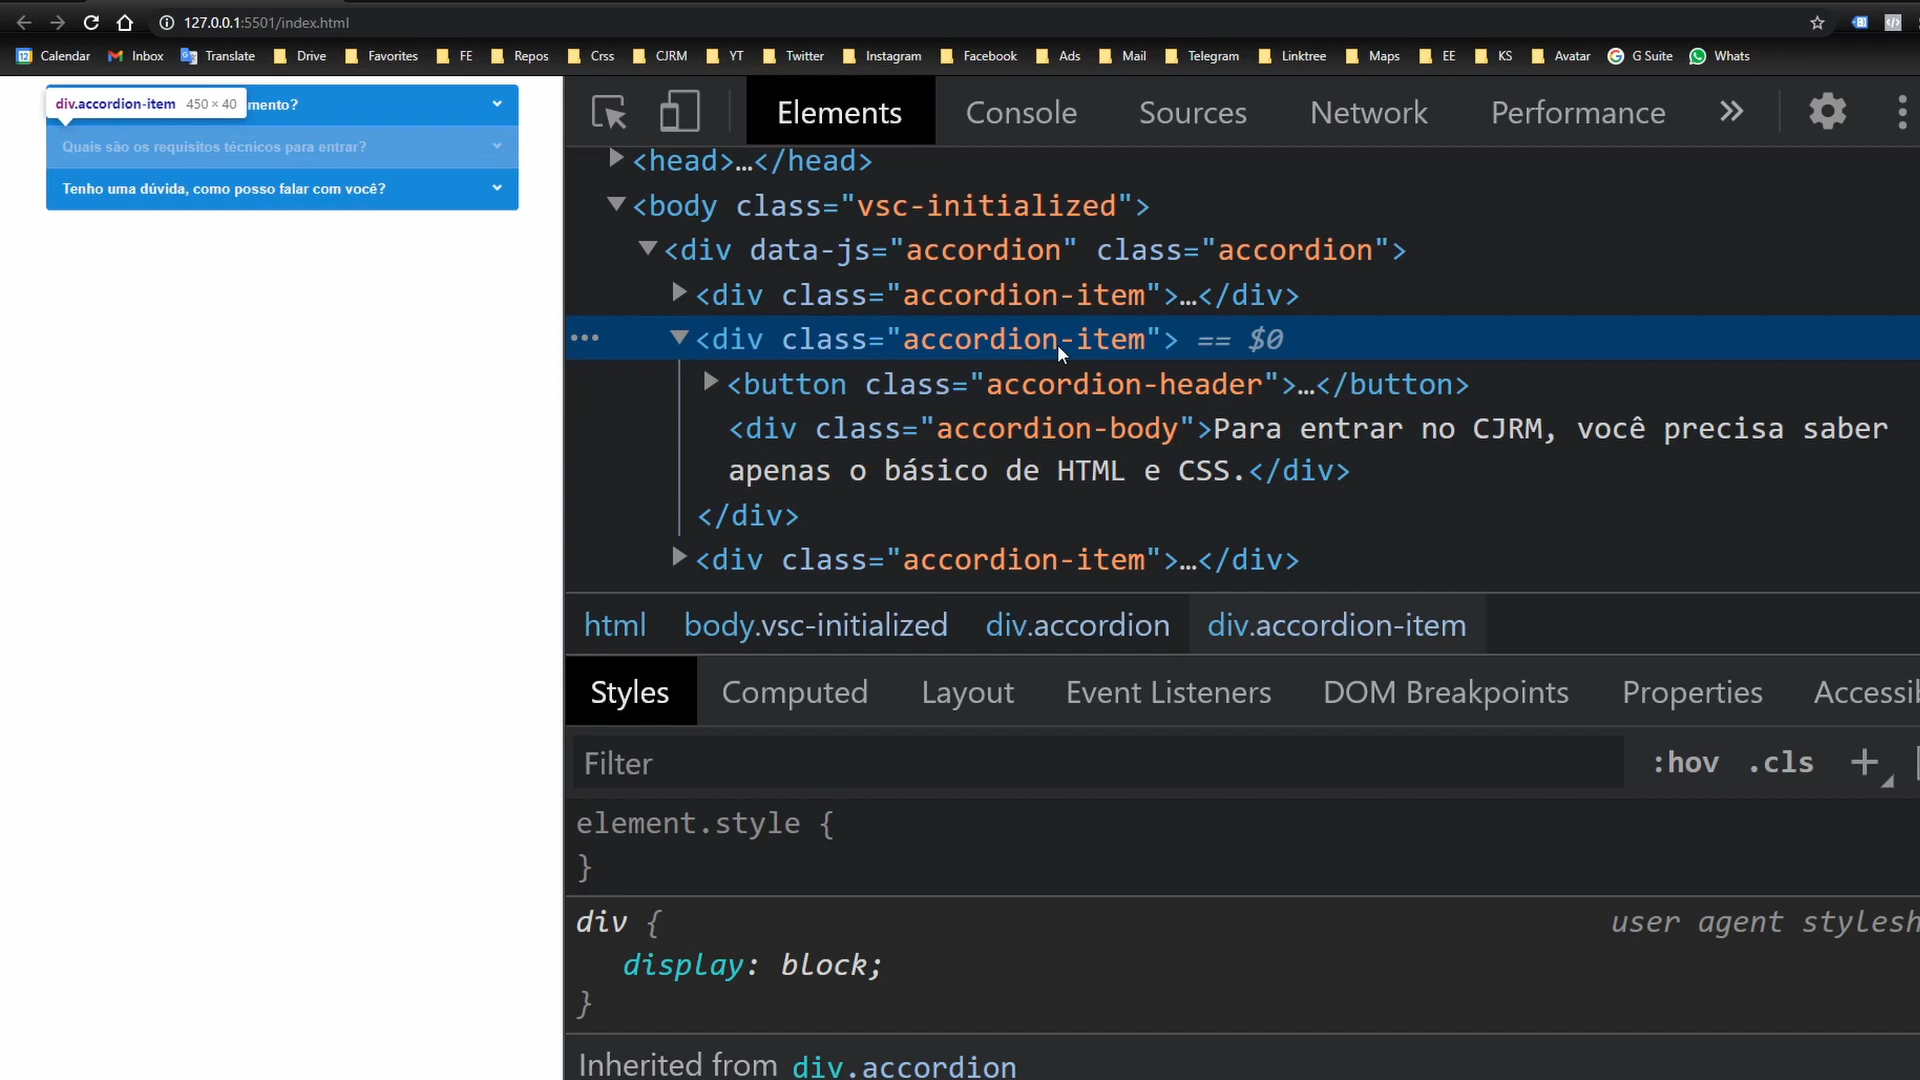 127.0.0.1:5501/index.html
Calendar Inbox Translate Drive Favorites FE Repos Crss CJRM YT Twitter Instagram Facebook Ads Mail Telegram Linktree Maps EE KS Avatar G Suite Whats
div.accordion-item 450 × 40 mento?
Quais são os requisitos técnicos para entrar?
Tenho uma dúvida, como posso falar com você?
Elements Console Sources Network Performance »
<head>…</head>
<body class="vsc-initialized">
<div data-js="accordion" class="accordion">
<div class="accordion-item">…</div>
<div class="accordion-item"> == $0
<button class="accordion-header">…</button>
<div class="accordion-body">Para entrar no CJRM, você precisa saber
apenas o básico de HTML e CSS.</div>
</div>
<div class="accordion-item">…</div>
html body.vsc-initialized div.accordion div.accordion-item
Styles Computed Layout Event Listeners DOM Breakpoints Properties Accessi
Filter :hov .cls +
element.style {
}
div { user agent stylesh
display: block;
}
Inherited from div.accordion